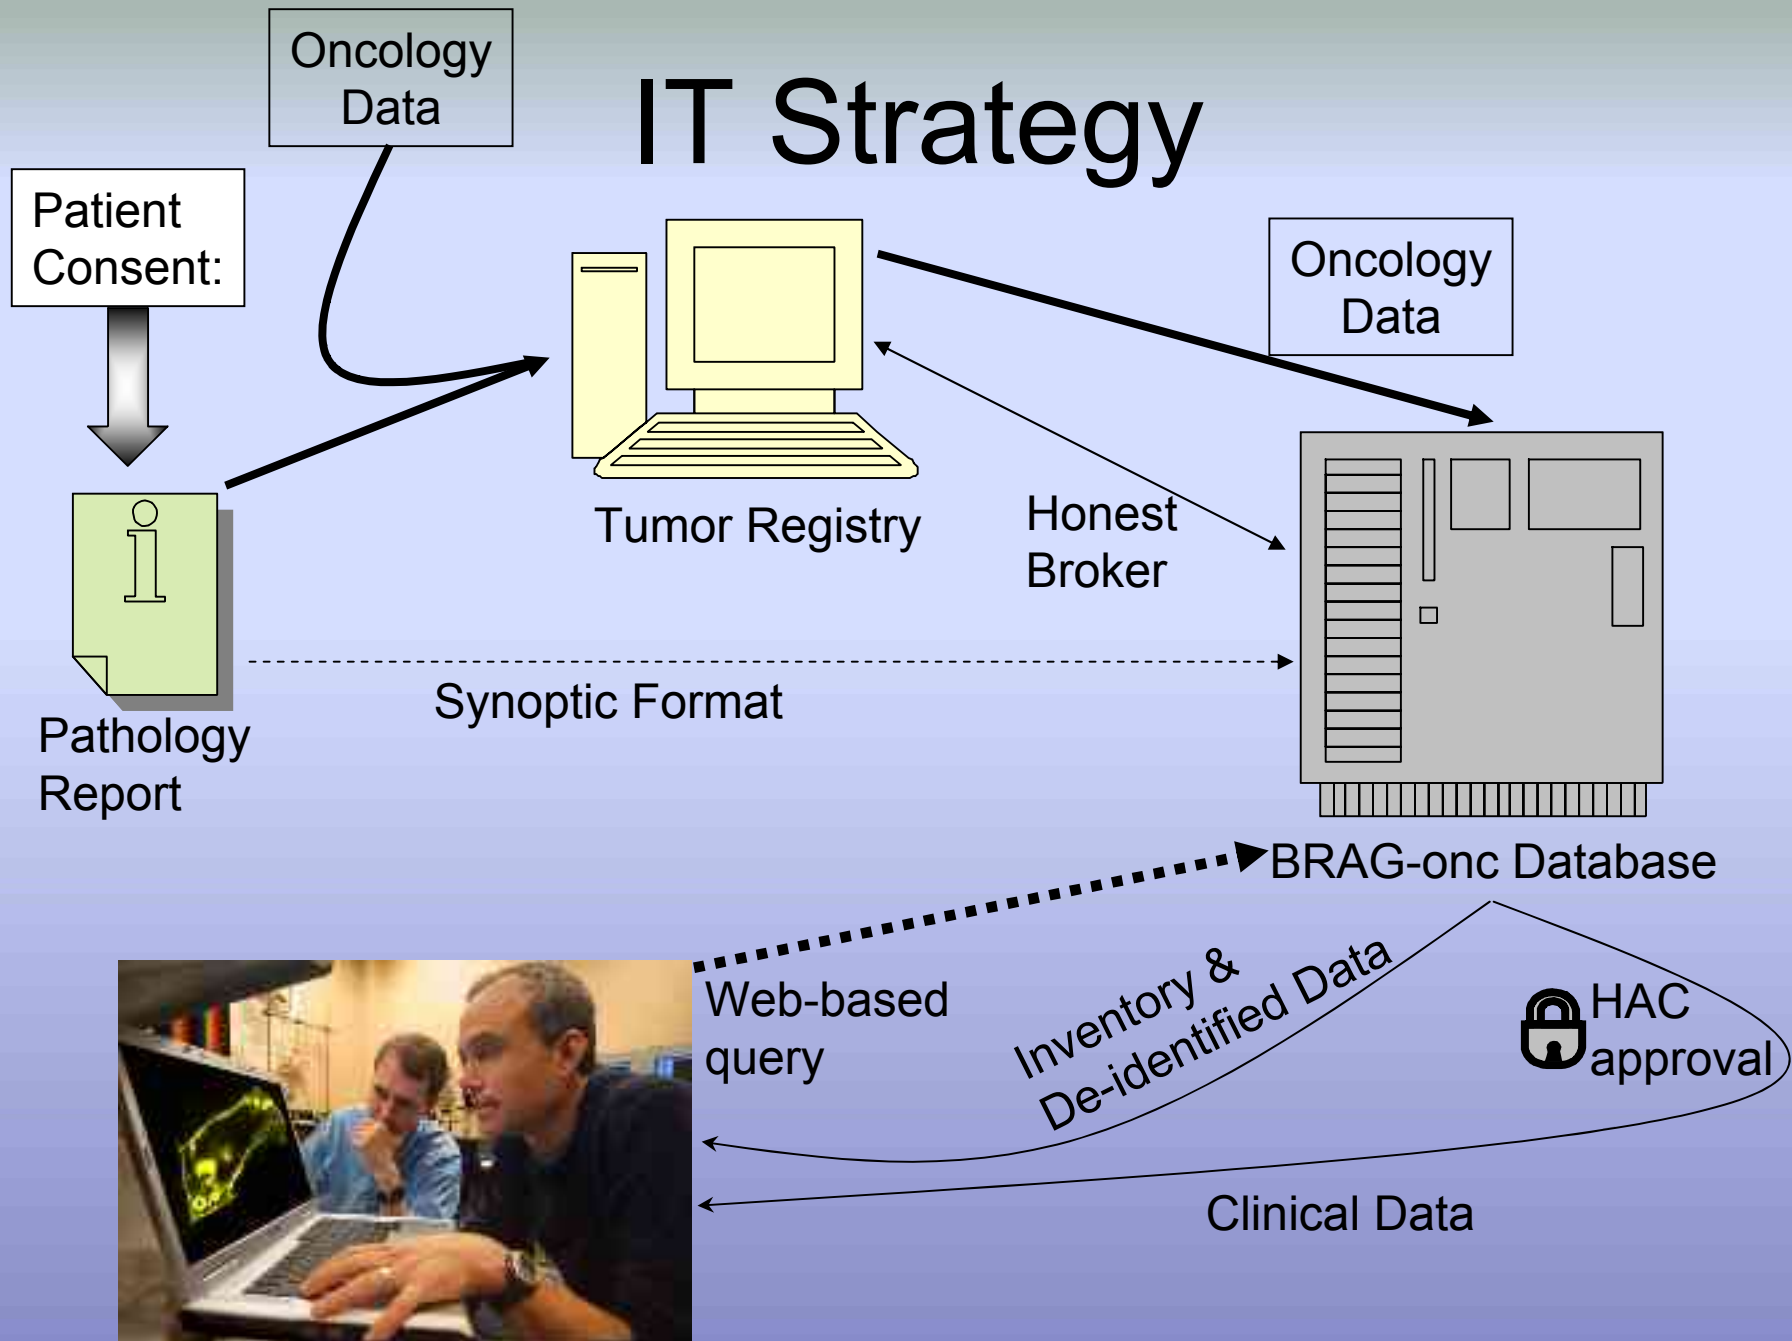 Oncology
Data
IT Strategy
Patient
Consent:
Oncology
Data
Tumor Registry
Honest
Broker
Synoptic Format
Pathology
Report
BRAG-onc Database
Web-based
query
Inventory &
De-identified Data
HAC
approval
Clinical Data